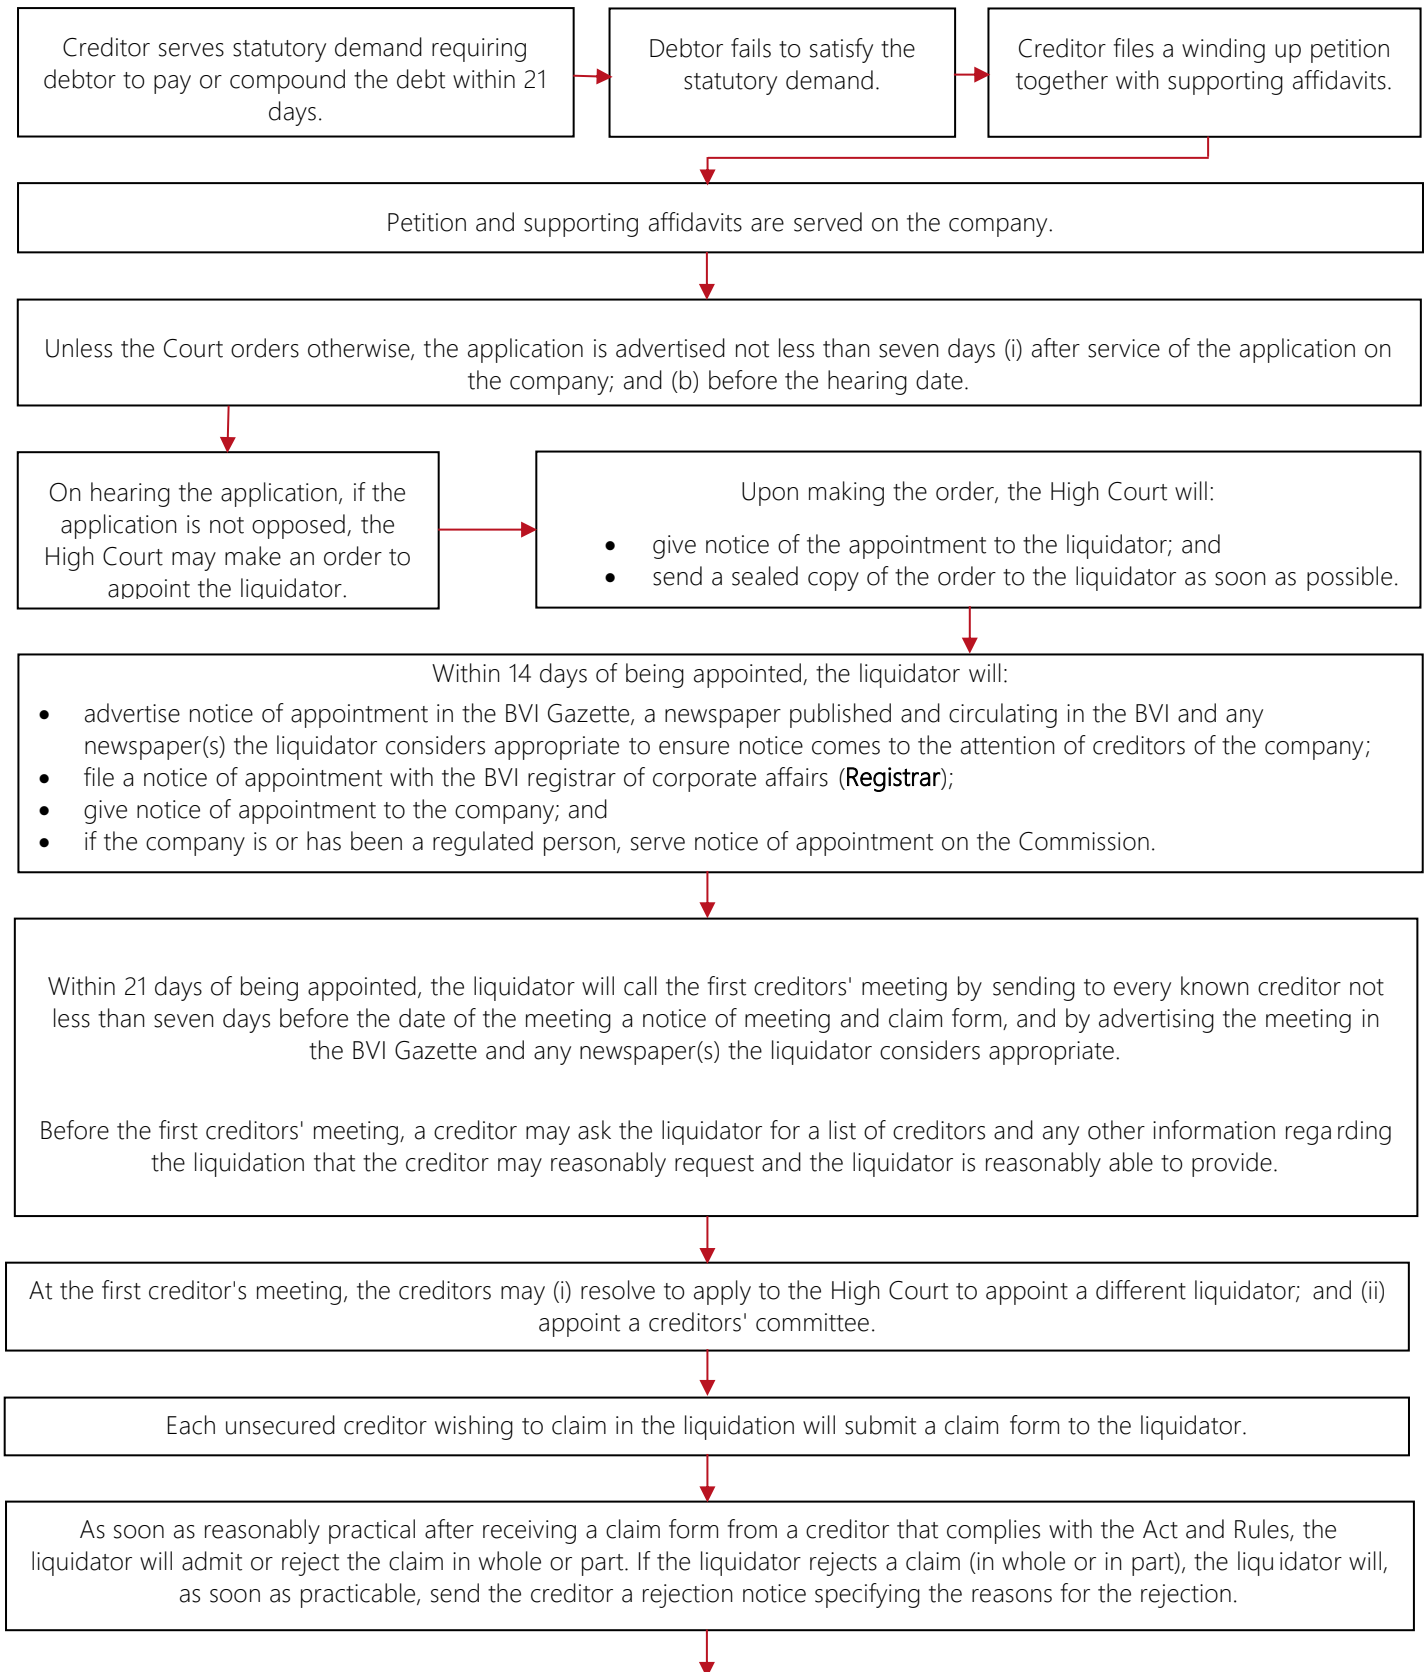 Creditor serves statutory demand requiring
debtor to pay or compound the debt within 21
days.
Debtor fails to satisfy the
statutory demand.
Creditor files a winding up petition
together with supporting affidavits.
Petition and supporting affidavits are served on the company.
Unless the Court orders otherwise, the application is advertised not less than seven days (i) after service of the application on
the company; and (b) before the hearing date.
On hearing the application, if the
application is not opposed, the
High Court may make an order to
appoint the liquidator.
Upon making the order, the High Court will:
• give notice of the appointment to the liquidator; and
• send a sealed copy of the order to the liquidator as soon as possible.
Within 14 days of being appointed, the liquidator will:
• advertise notice of appointment in the BVI Gazette, a newspaper published and circulating in the BVI and any
newspaper(s) the liquidator considers appropriate to ensure notice comes to the attention of creditors of the company;
• file a notice of appointment with the BVI registrar of corporate affairs (Registrar);
• give notice of appointment to the company; and
• if the company is or has been a regulated person, serve notice of appointment on the Commission.
Within 21 days of being appointed, the liquidator will call the first creditors' meeting by sending to every known creditor not
less than seven days before the date of the meeting a notice of meeting and claim form, and by advertising the meeting in
the BVI Gazette and any newspaper(s) the liquidator considers appropriate.
Before the first creditors' meeting, a creditor may ask the liquidator for a list of creditors and any other information regarding
the liquidation that the creditor may reasonably request and the liquidator is reasonably able to provide.
At the first creditor's meeting, the creditors may (i) resolve to apply to the High Court to appoint a different liquidator; and (ii)
appoint a creditors' committee.
Each unsecured creditor wishing to claim in the liquidation will submit a claim form to the liquidator.
As soon as reasonably practical after receiving a claim form from a creditor that complies with the Act and Rules, the
liquidator will admit or reject the claim in whole or part. If the liquidator rejects a claim (in whole or in part), the liquidator will,
as soon as practicable, send the creditor a rejection notice specifying the reasons for the rejection.